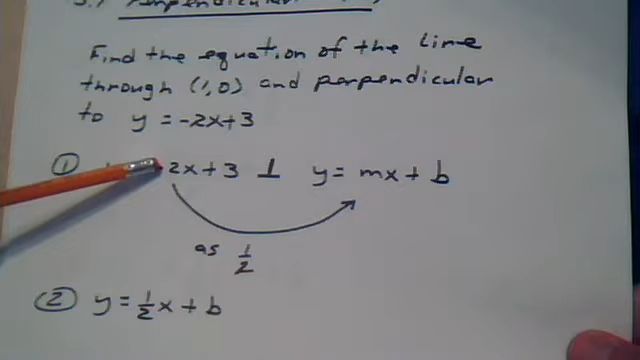 Find the equation of the line
through (1,0) and perpendicular
to y = -2x+3
① 2x+3 ⊥ y = mx + b
as 1/2
② y = 1/2 x + b